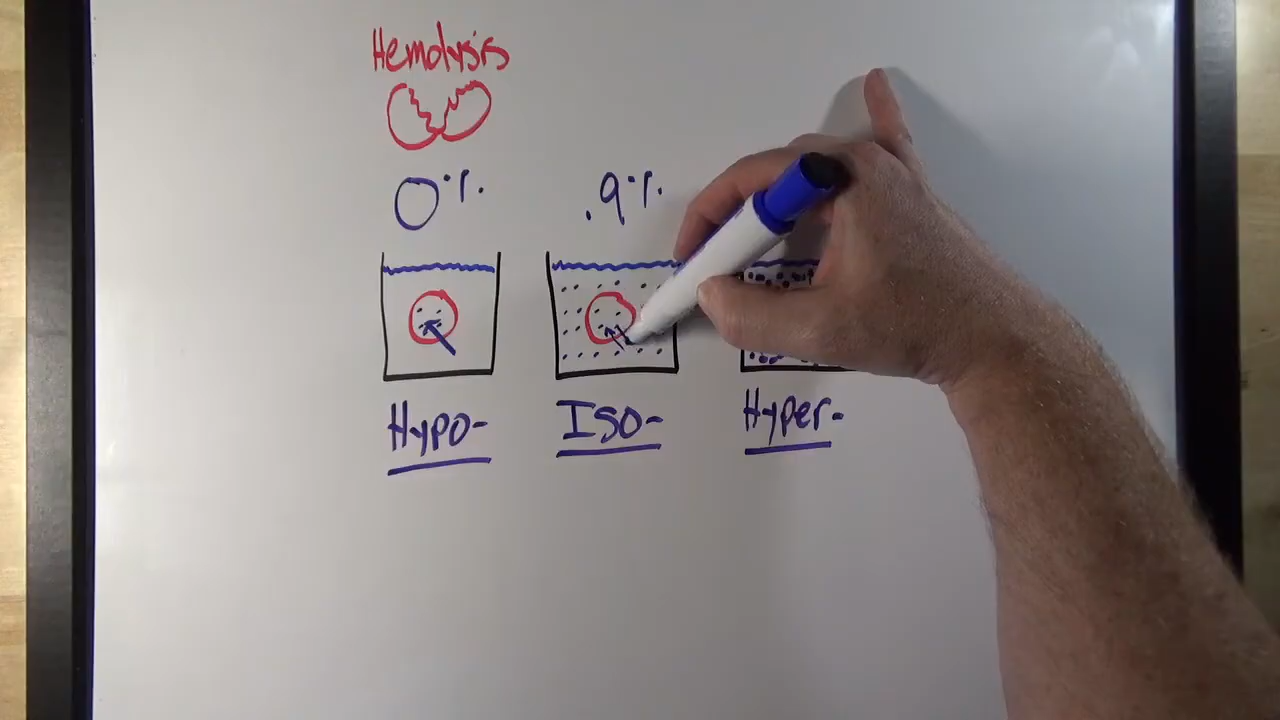 Hemolysis
0% .9%
Hypo- Iso- Hyper-